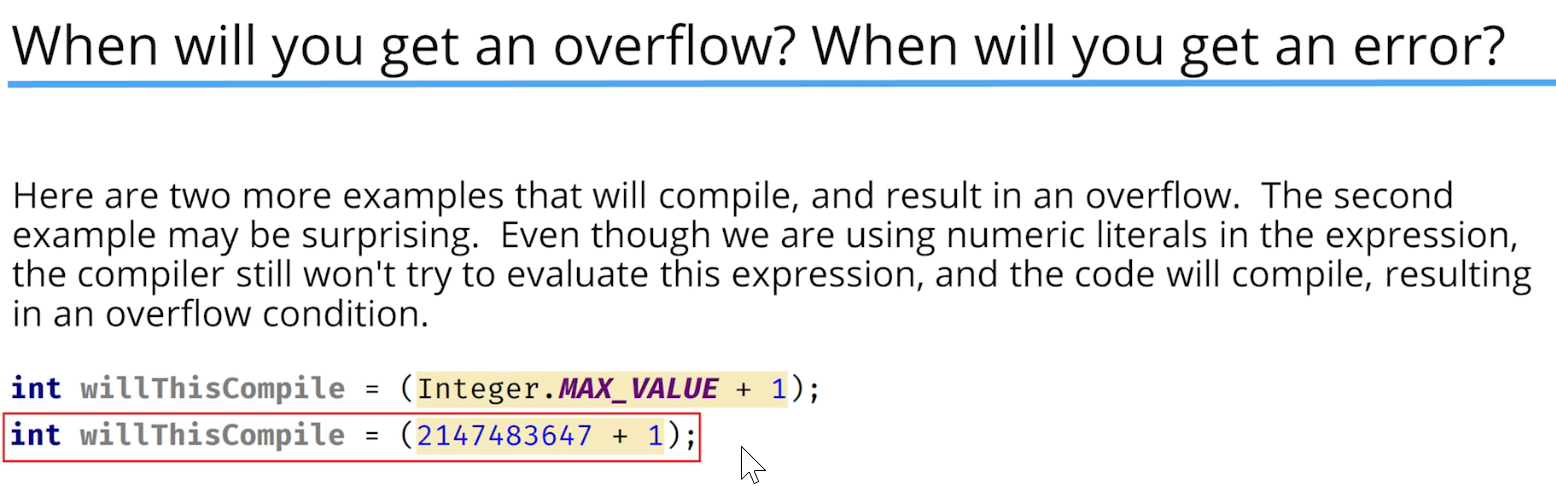 When will you get an overflow? When will you get an error?
Here are two more examples that will compile, and result in an overflow.  The second
example may be surprising.  Even though we are using numeric literals in the expression,
the compiler still won't try to evaluate this expression, and the code will compile, resulting
in an overflow condition.
int willThisCompile = (Integer.MAX_VALUE + 1);
int willThisCompile = (2147483647 + 1);